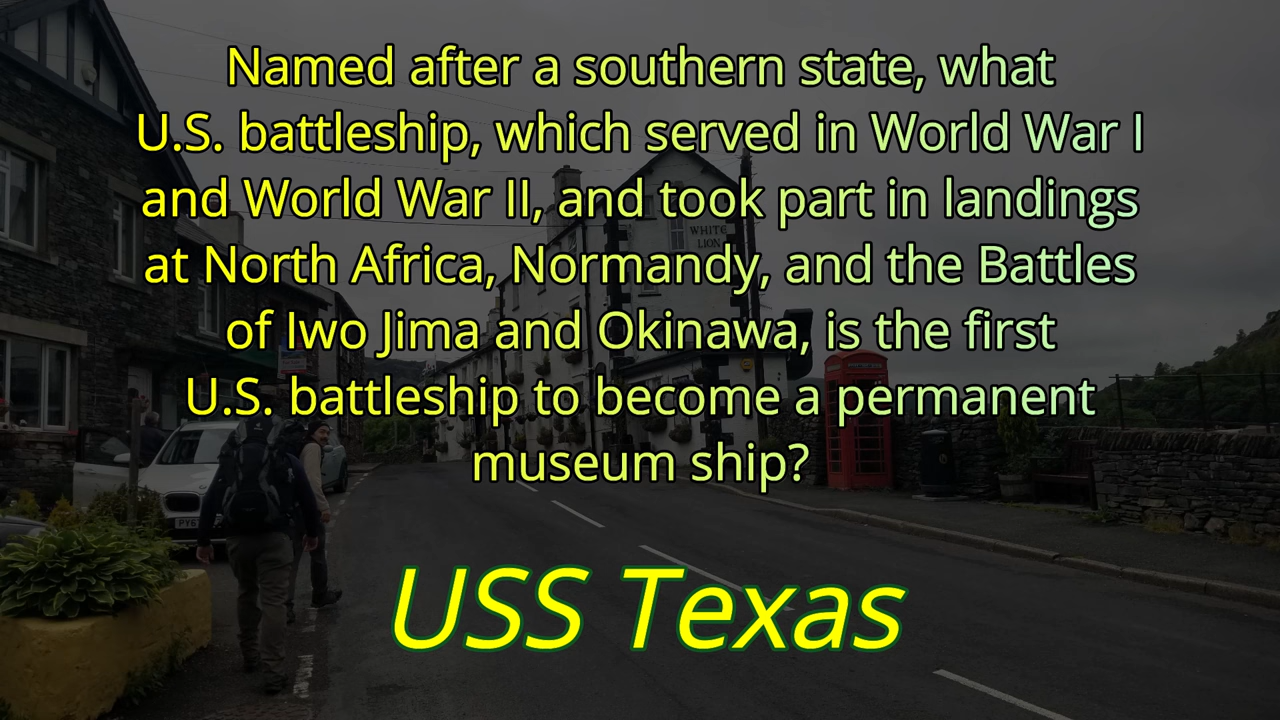 Named after a southern state, what
U.S. battleship, which served in World War I
and World War II, and took part in landings
at North Africa, Normandy, and the Battles
of Iwo Jima and Okinawa, is the first
U.S. battleship to become a permanent
museum ship?
USS Texas
WHITE
LION